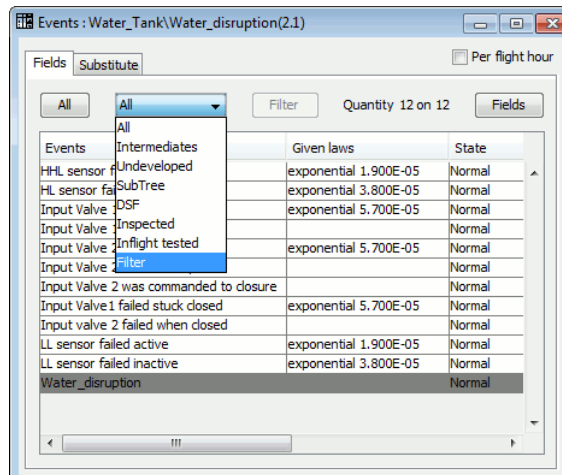 Events : Water_Tank\Water_disruption(2.1)
Fields Substitute Per flight hour
All All Filter Quantity 12 on 12 Fields
All
Intermediates
Undeveloped
SubTree
DSF
Inspected
Inflight tested
Filter
Events Given laws State
HHL sensor exponential 1.900E-05 Normal
HL sensor exponential 3.800E-05 Normal
Input Valve exponential 5.700E-05 Normal
Input Valve Normal
Input Valve 2 exponential 5.700E-05 Normal
Input Valve Normal
Input Valve 2 was commanded to closure Normal
Input Valve1 failed stuck closed exponential 5.700E-05 Normal
Input valve 2 failed when closed Normal
LL sensor failed active exponential 1.900E-05 Normal
LL sensor failed inactive exponential 3.800E-05 Normal
Water_disruption Normal